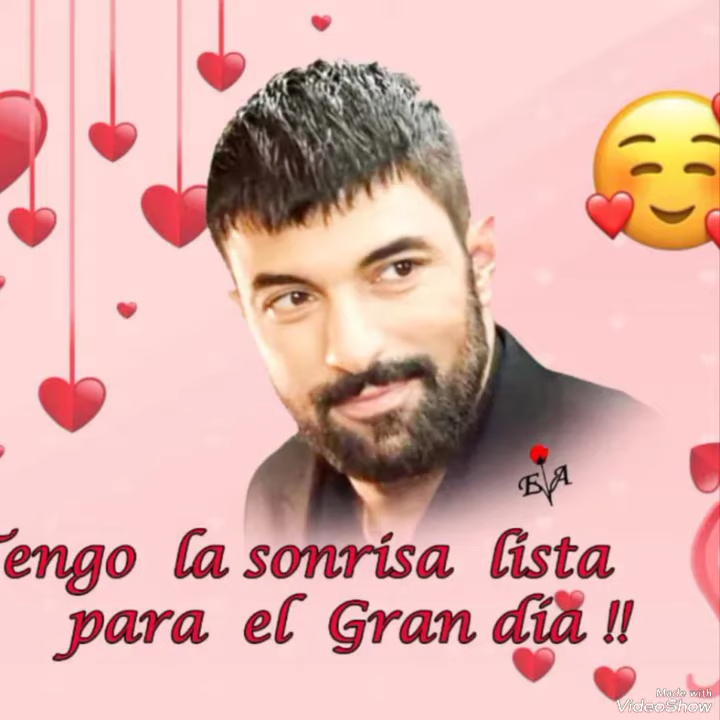 EA
Tengo la sonrisa lista
para el Gran día !!
Made with
VideoShow